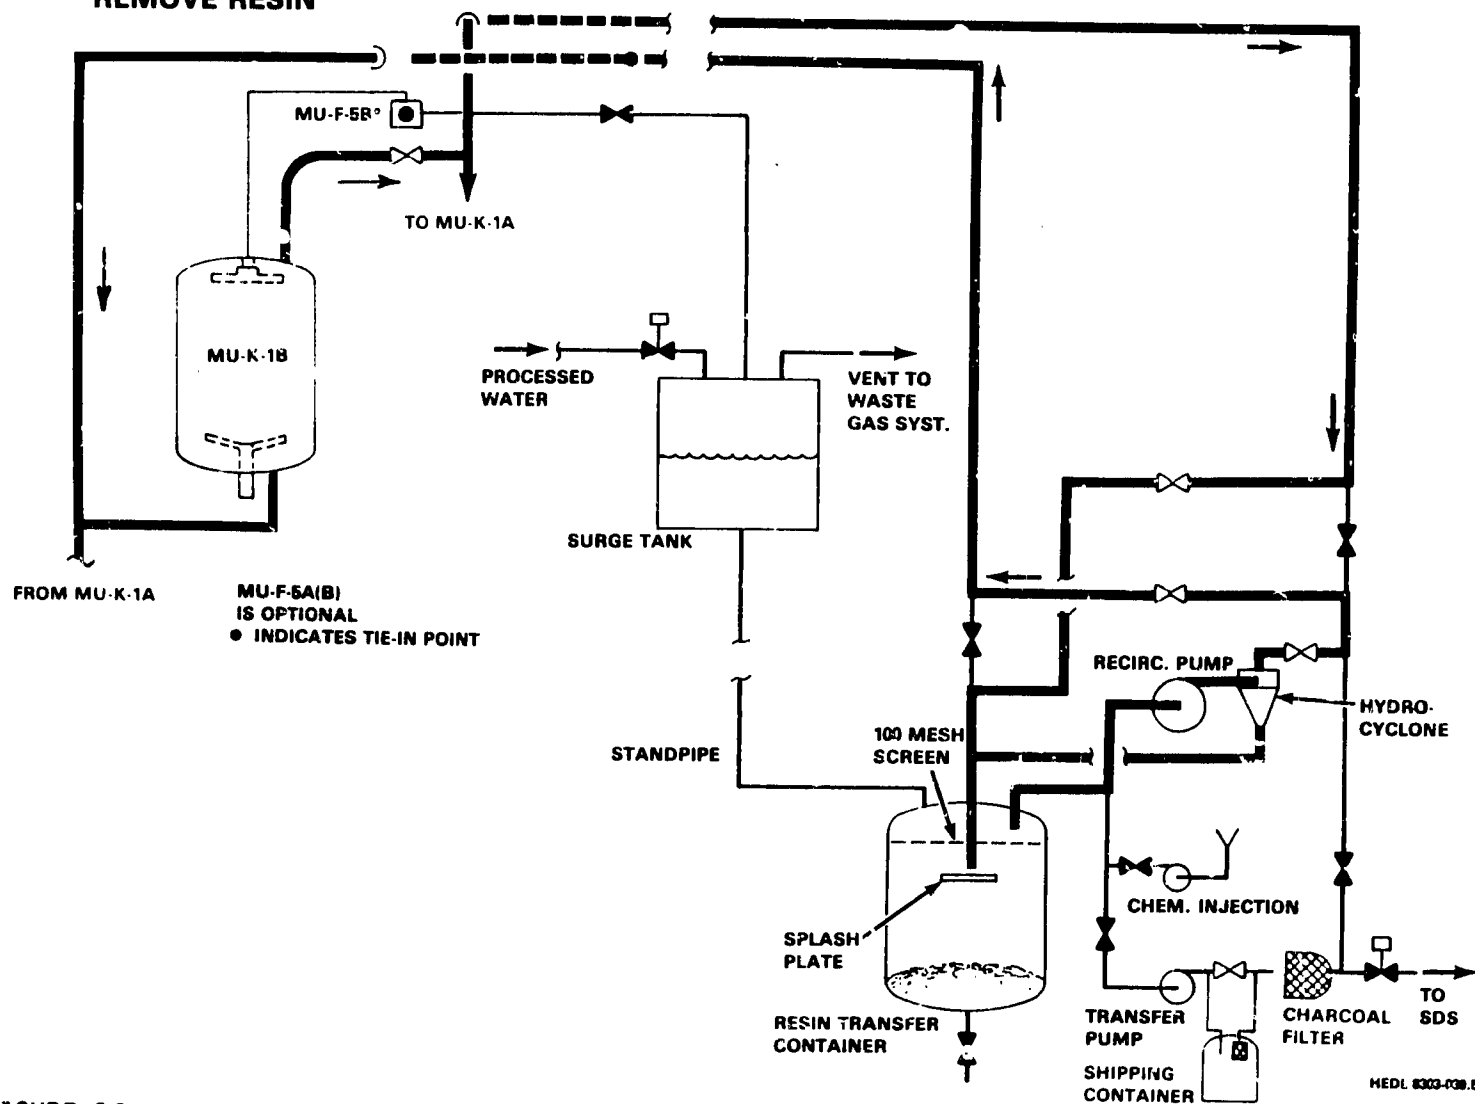 REMOVE RESIN
MU-F-5B°
TO MU-K-1A
MU-K-1B
PROCESSED
WATER
VENT TO
WASTE
GAS SYST.
SURGE TANK
FROM MU-K-1A
MU-F-5A(B)
IS OPTIONAL
● INDICATES TIE-IN POINT
RECIRC. PUMP
HYDRO-
CYCLONE
100 MESH
SCREEN
STANDPIPE
CHEM. INJECTION
SPLASH
PLATE
RESIN TRANSFER
CONTAINER
TRANSFER
PUMP
CHARCOAL
FILTER
TO
SDS
SHIPPING
CONTAINER